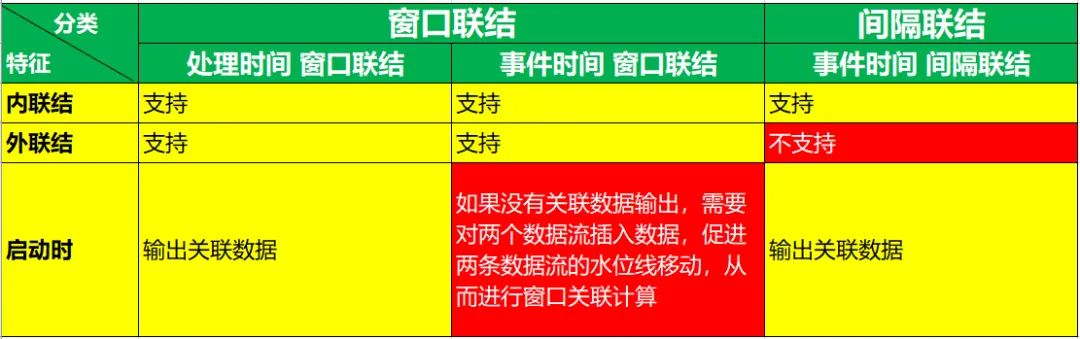 分类
特征
窗口联结
间隔联结
处理时间 窗口联结
事件时间 窗口联结
事件时间 间隔联结
内联结
支持
支持
支持
外联结
支持
支持
不支持
启动时
输出关联数据
如果没有关联数据输出，需要
对两个数据流插入数据，促进
两条数据流的水位线移动，从
而进行窗口关联计算
输出关联数据